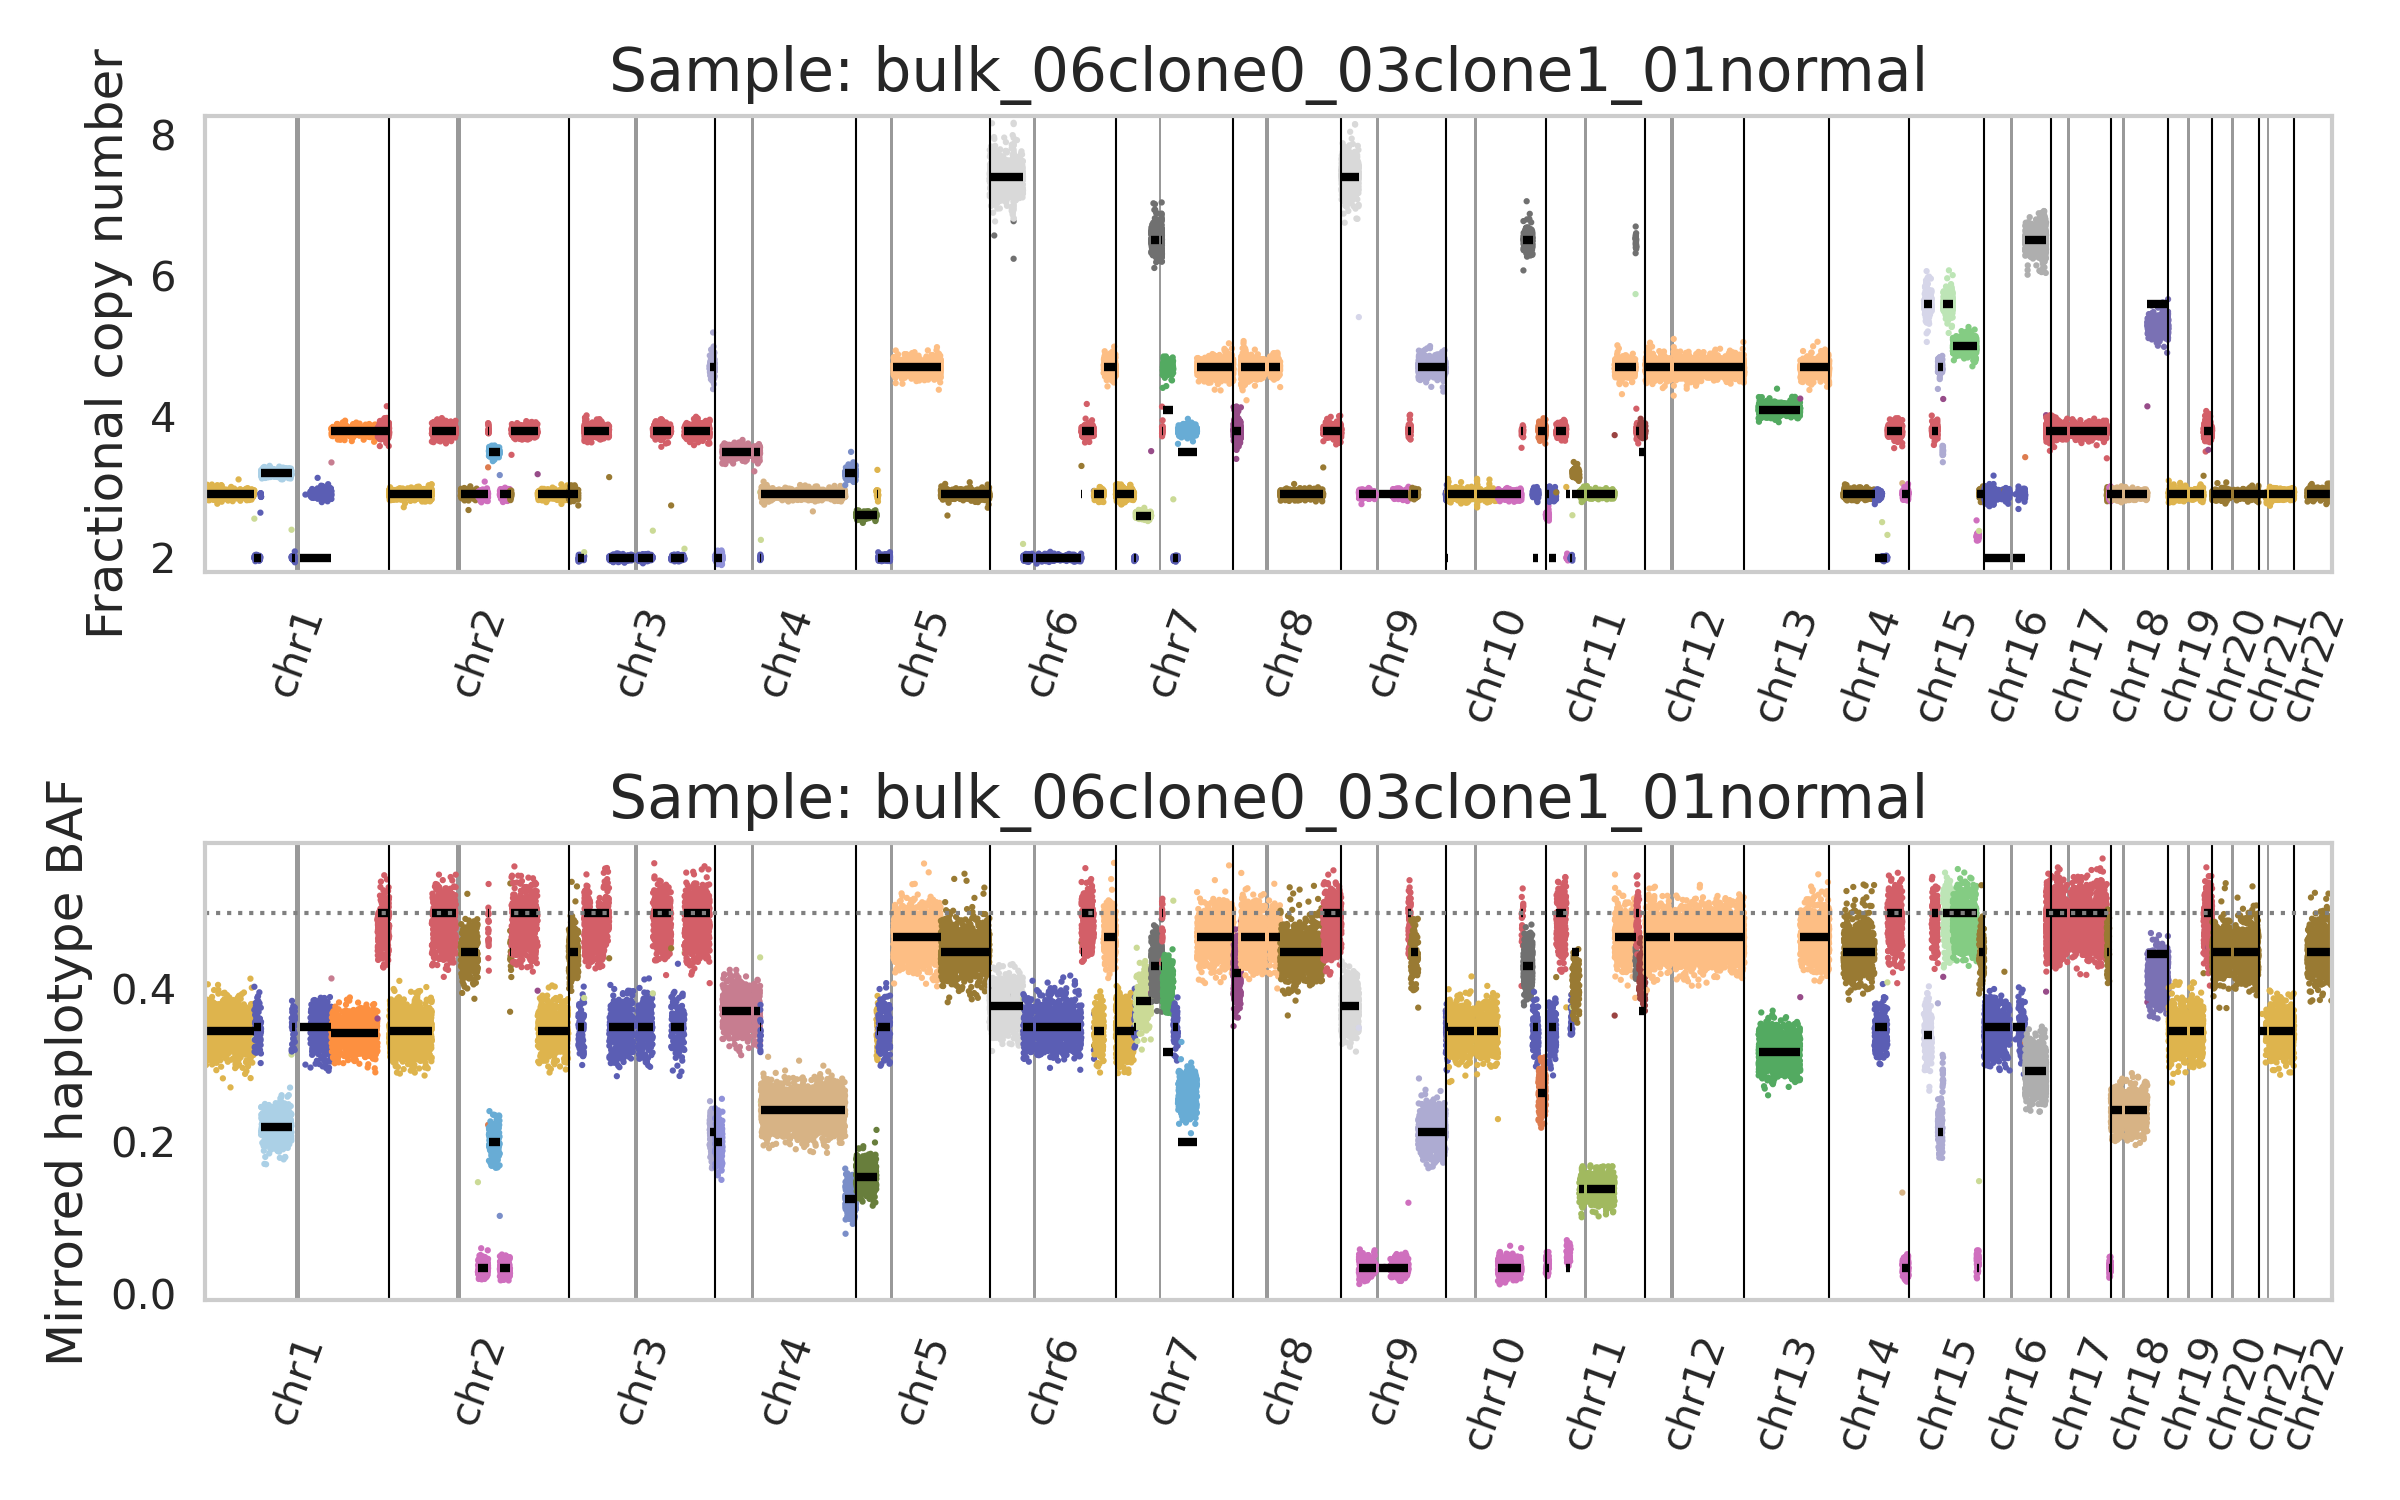 Sample: bulk_06clone0_03clone1_01normal
Fractional copy number
8
6
4
2
chr1
chr2
chr3
chr4
chr5
chr6
chr7
chr8
chr9
chr10
chr11
chr12
chr13
chr14
chr15
chr16
chr17
chr18
chr19
chr20
chr21
chr22
Sample: bulk_06clone0_03clone1_01normal
Mirrored haplotype BAF
0.4
0.2
0.0
chr1
chr2
chr3
chr4
chr5
chr6
chr7
chr8
chr9
chr10
chr11
chr12
chr13
chr14
chr15
chr16
chr17
chr18
chr19
chr20
chr21
chr22